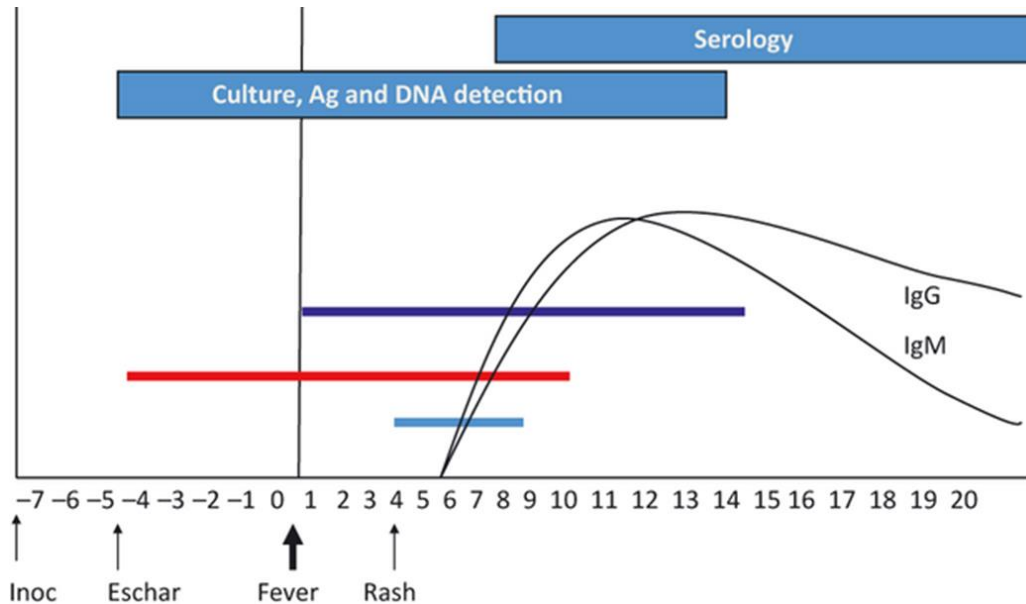 Serology
Culture, Ag and DNA detection
IgG
IgM
–7 –6 –5 –4 –3 –2 –1 0 1 2 3 4 5 6 7 8 9 10 11 12 13 14 15 16 17 18 19 20
Inoc Eschar Fever Rash